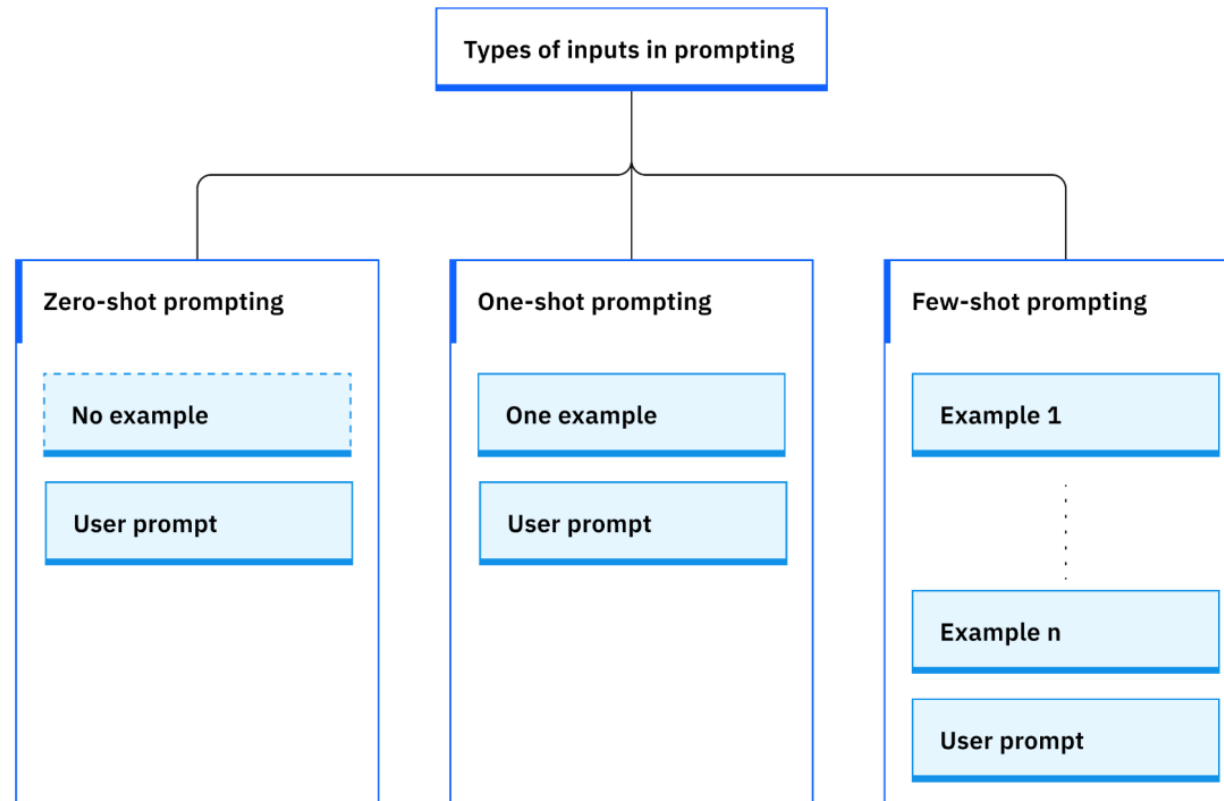 Types of inputs in prompting
Zero-shot prompting
No example
User prompt
One-shot prompting
One example
User prompt
Few-shot prompting
Example 1
Example n
User prompt